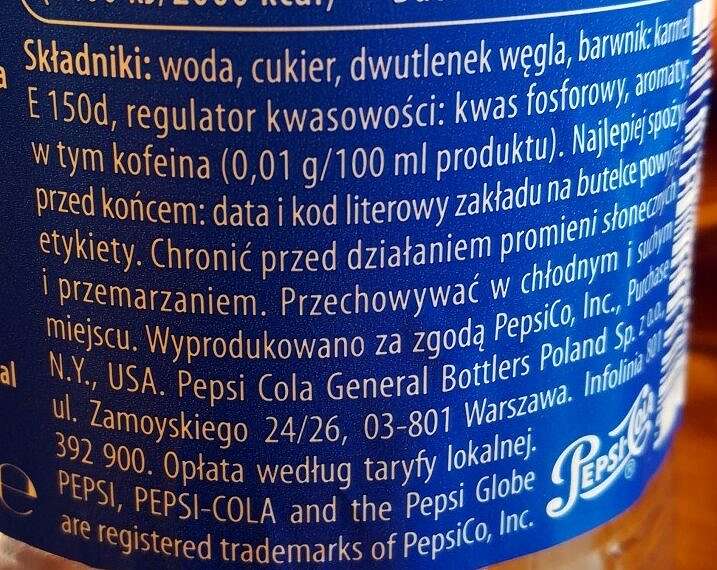 2000 kcal)
Składniki: woda, cukier, dwutlenek węgla, barwnik: karmel
E 150d, regulator kwasowości: kwas fosforowy, aromaty,
w tym kofeina (0,01 g/100 ml produktu). Najlepiej spożyć
przed końcem: data i kod literowy zakładu na butelce powyżej
etykiety. Chronić przed działaniem promieni słonecznych
i przemarzaniem. Przechowywać w chłodnym i suchym
miejscu. Wyprodukowano za zgodą PepsiCo, Inc., Purchase
N.Y., USA. Pepsi Cola General Bottlers Poland Sp. z o.o.,
ul. Zamoyskiego 24/26, 03-801 Warszawa. Infolinia 801
392 900. Opłata według taryfy lokalnej.
PEPSI, PEPSI-COLA and the Pepsi Globe
are registered trademarks of PepsiCo, Inc.
PEPSI-COLA ®